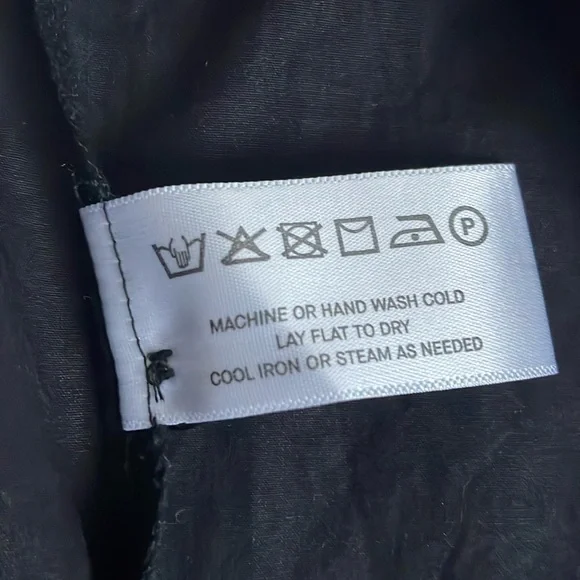 P
MACHINE OR HAND WASH COLD
LAY FLAT TO DRY
COOL IRON OR STEAM AS NEEDED